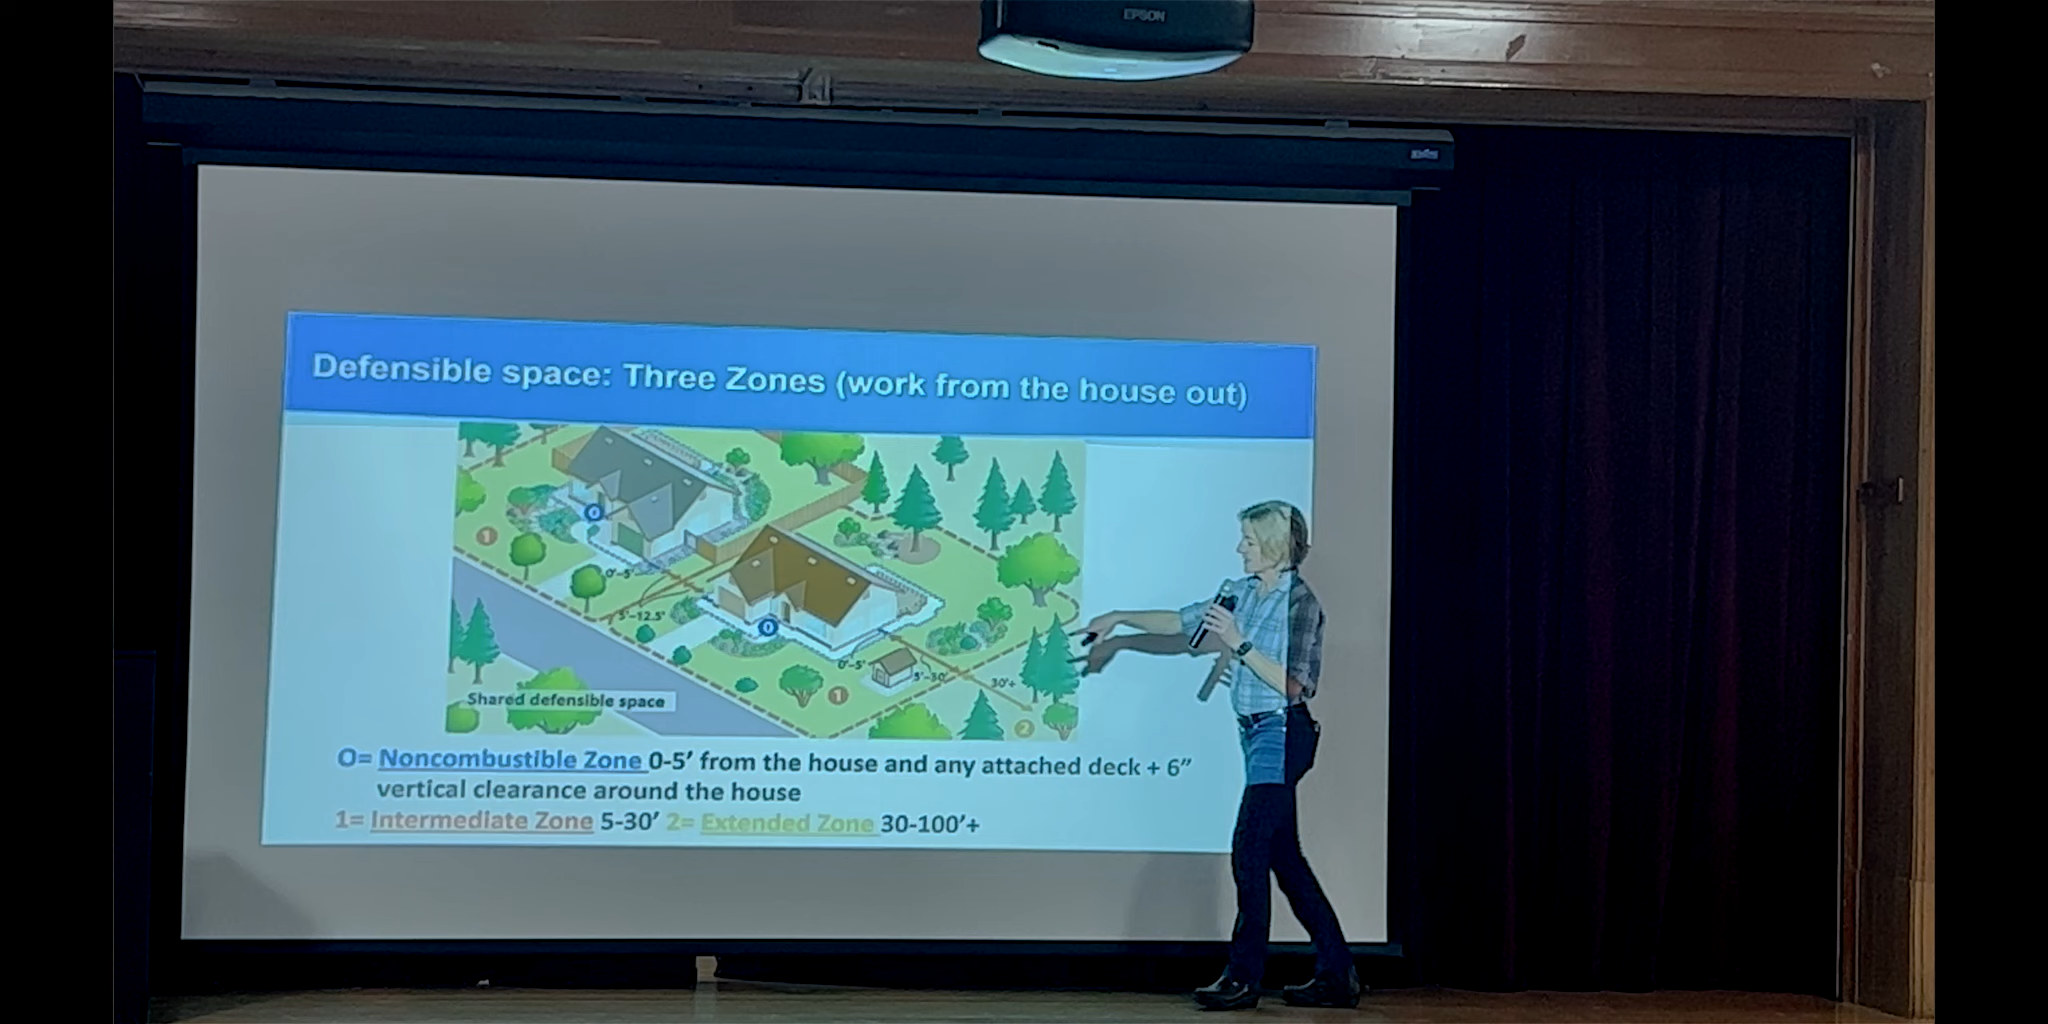 EPSON
Defensible space: Three Zones (work from the house out)
0
1
0'-5'
5'-12.5'
0
0'-5'
5'-30'
30'+
1
2
Shared defensible space
0= Noncombustible Zone 0-5’ from the house and any attached deck + 6”
vertical clearance around the house
1= Intermediate Zone 5-30’ 2= Extended Zone 30-100’+